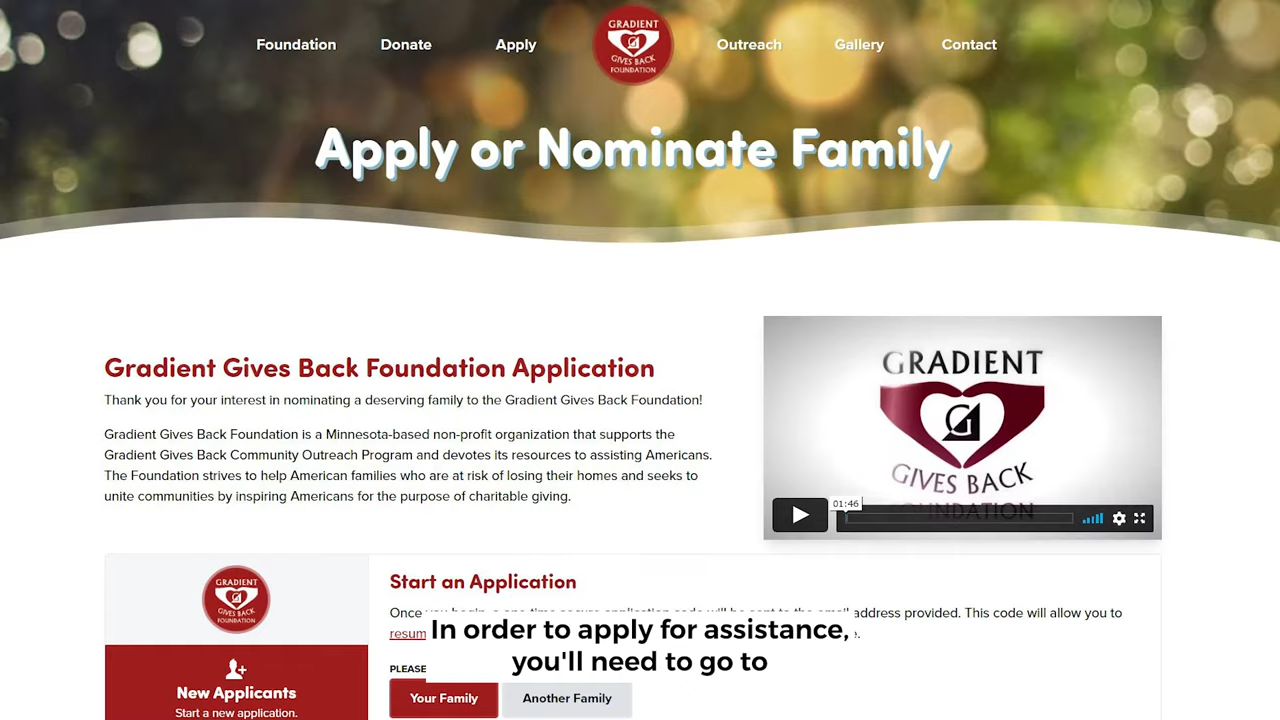 Foundation
Donate
Apply
GRADIENT
G
GIVES BACK
FOUNDATION
Outreach
Gallery
Contact
Apply or Nominate Family
Gradient Gives Back Foundation Application
Thank you for your interest in nominating a deserving family to the Gradient Gives Back Foundation!
Gradient Gives Back Foundation is a Minnesota-based non-profit organization that supports the
Gradient Gives Back Community Outreach Program and devotes its resources to assisting Americans.
The Foundation strives to help American families who are at risk of losing their homes and seeks to
unite communities by inspiring Americans for the purpose of charitable giving.
GRADIENT
G
GIVES BACK
FOUNDATION
01:46
GRADIENT
G
GIVES BACK
FOUNDATION
New Applicants
Start a new application.
Start an Application
Once address provided. This code will allow you to
resum
In order to apply for assistance,
you'll need to go to
PLEASE
Your Family
Another Family